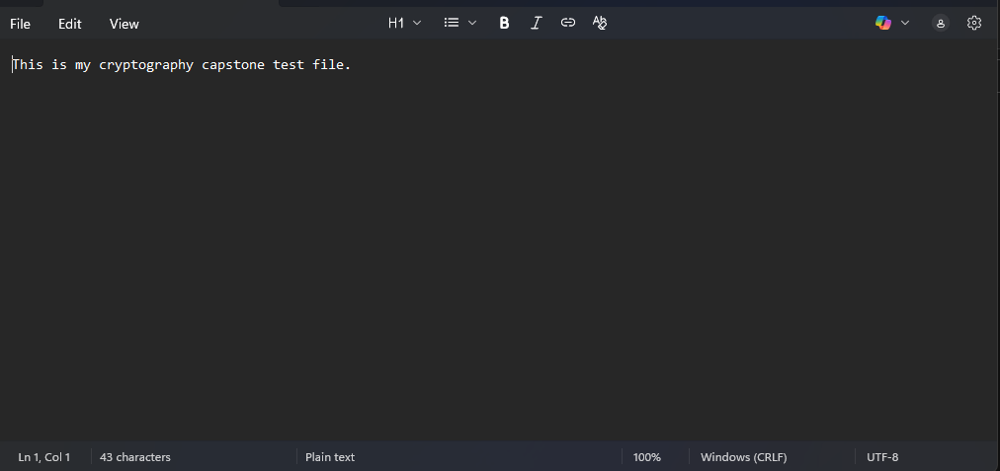 File Edit View H1 B I
This is my cryptography capstone test file.
Ln 1, Col 1 43 characters Plain text 100% Windows (CRLF) UTF-8